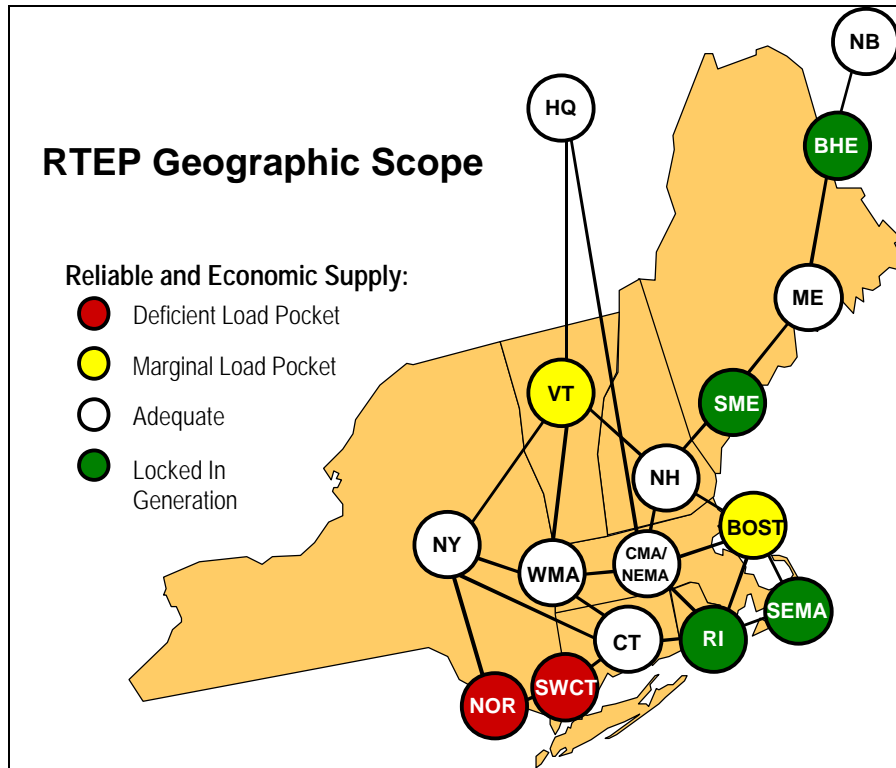 NB
HQ
BHE
RTEP Geographic Scope
Reliable and Economic Supply:
Deficient Load Pocket
Marginal Load Pocket
Adequate
Locked In
Generation
ME
VT
SME
NH
BOST
NY
WMA
CMA/
NEMA
SEMA
CT
RI
SWCT
NOR